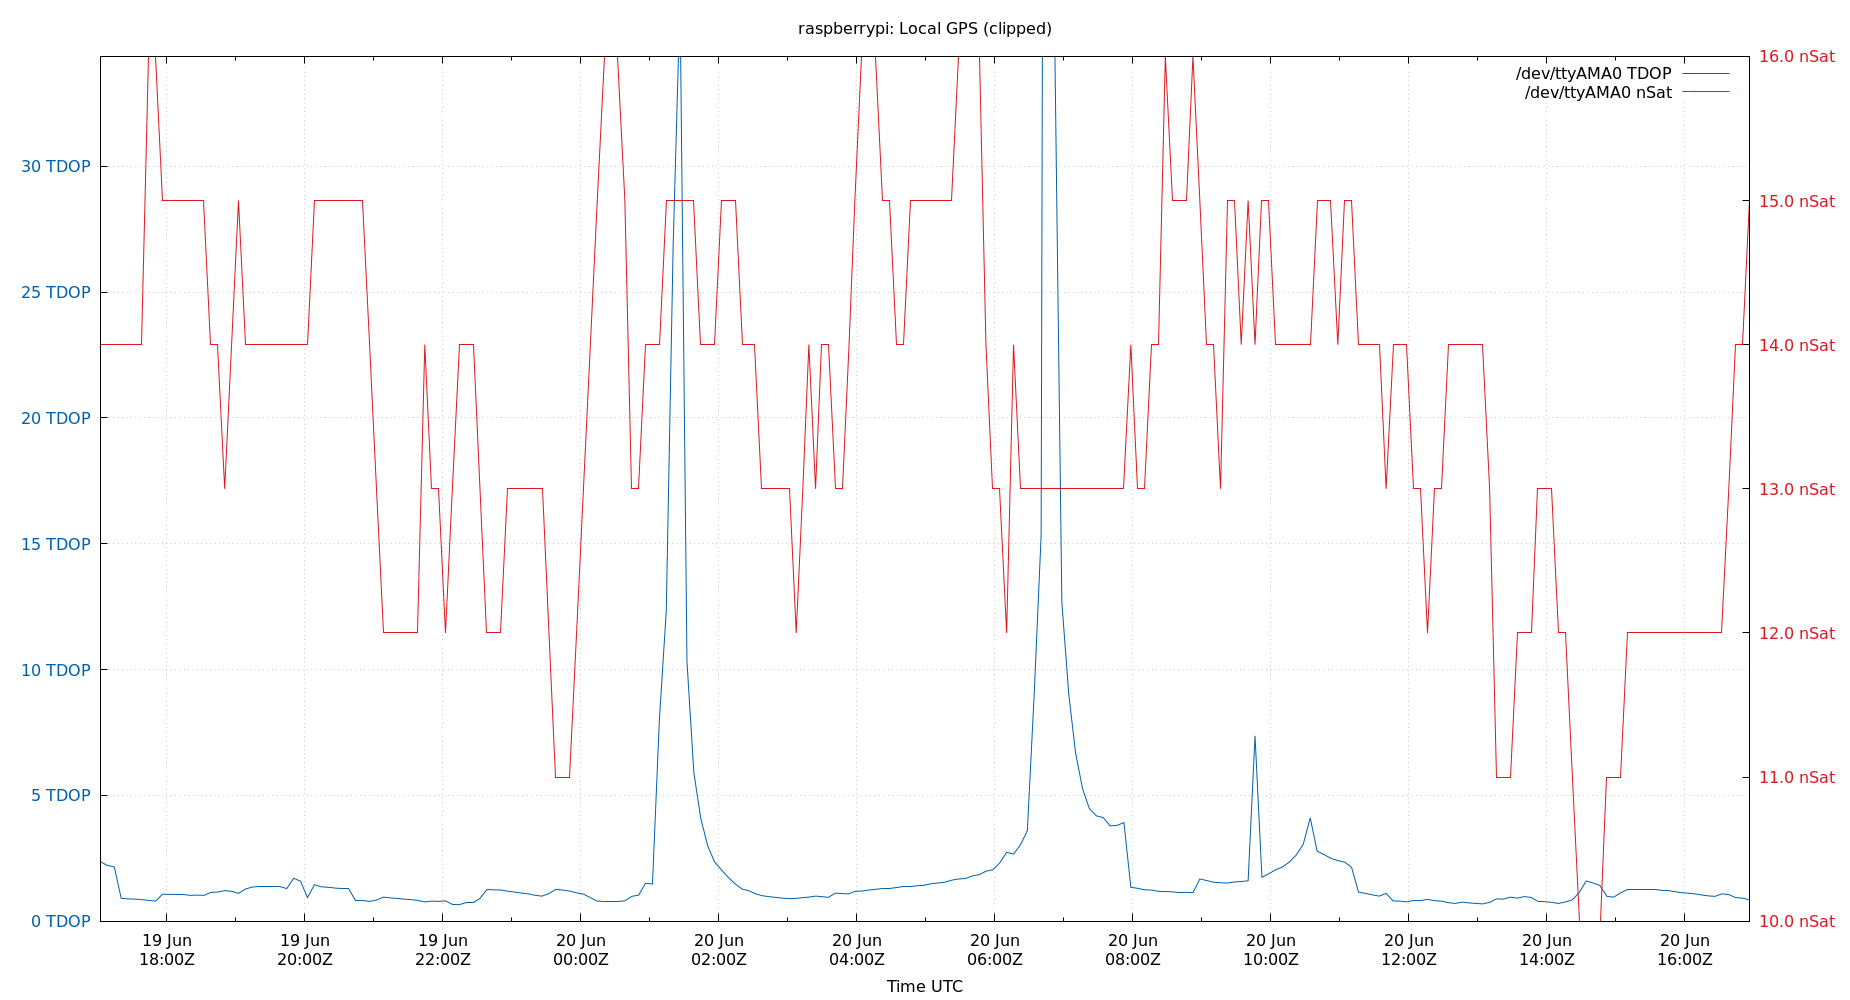 raspberrypi: Local GPS (clipped)
/dev/ttyAMA0 TDOP
/dev/ttyAMA0 nSat
30 TDOP
25 TDOP
20 TDOP
15 TDOP
10 TDOP
5 TDOP
0 TDOP
16.0 nSat
15.0 nSat
14.0 nSat
13.0 nSat
12.0 nSat
11.0 nSat
10.0 nSat
19 Jun
18:00Z
19 Jun
20:00Z
19 Jun
22:00Z
20 Jun
00:00Z
20 Jun
02:00Z
20 Jun
04:00Z
20 Jun
06:00Z
20 Jun
08:00Z
20 Jun
10:00Z
20 Jun
12:00Z
20 Jun
14:00Z
20 Jun
16:00Z
Time UTC